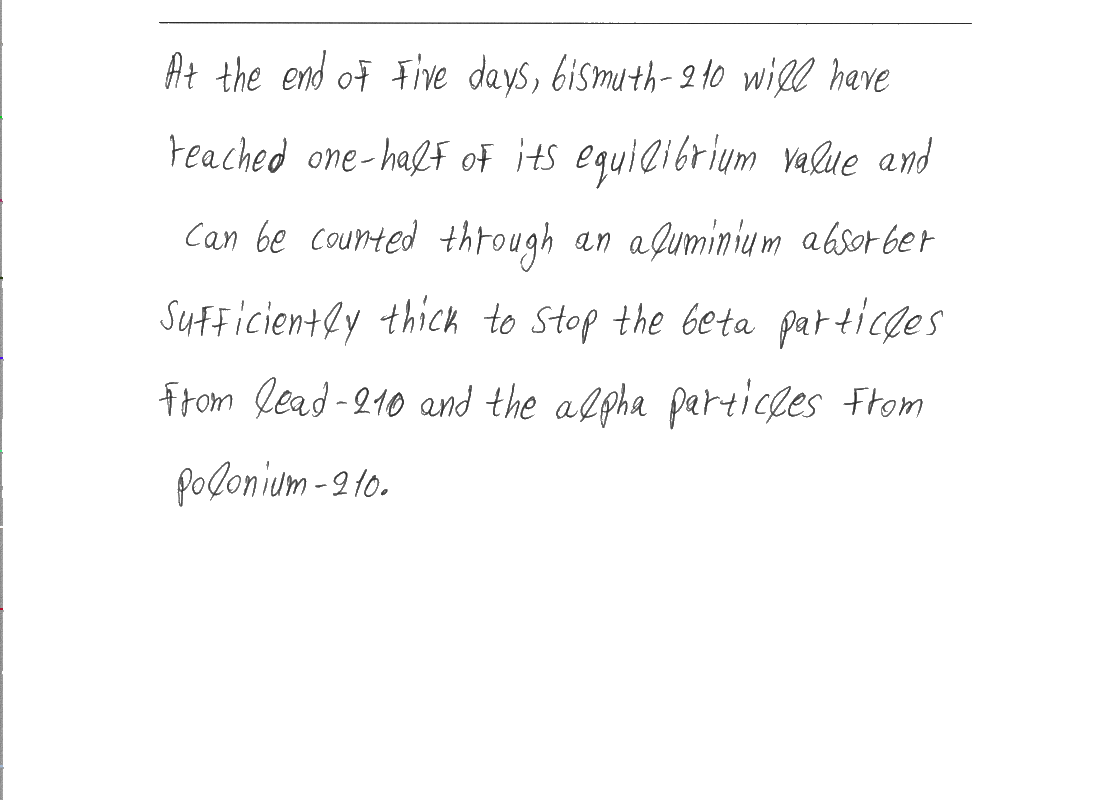 At the end of five days, bismuth-210 will have
reached one-half of its equilibrium value and
can be counted through an aluminium absorber
sufficiently thick to stop the beta particles
from lead-210 and the alpha particles from
polonium-210.